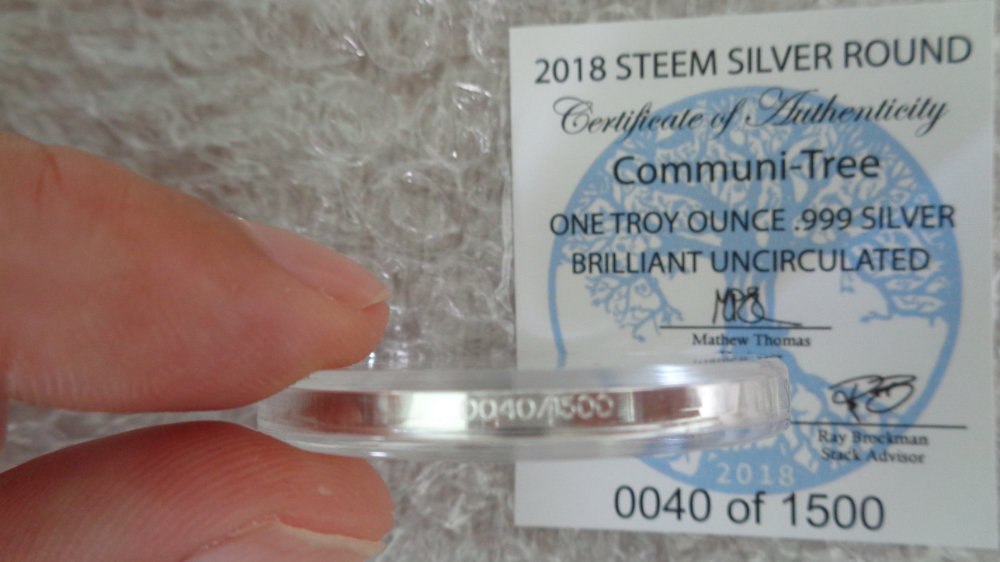 2018 STEEM SILVER ROUND
Certificate of Authenticity
Communi-Tree
ONE TROY OUNCE .999 SILVER
BRILLIANT UNCIRCULATED
Mathew Thomas
0040/1500
Ray Brockman
Stack Advisor
2018
0040 of 1500